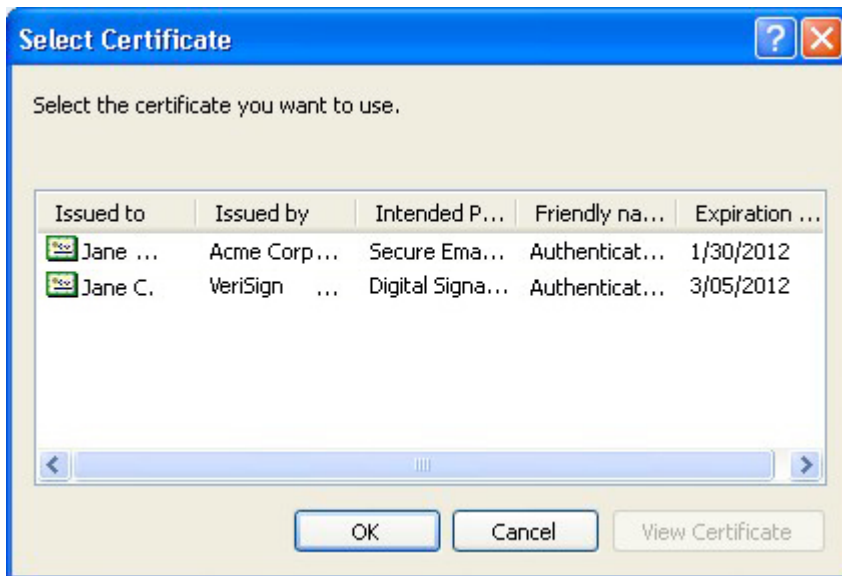 Select Certificate
Select the certificate you want to use.
Issued to Issued by Intended P... Friendly na... Expiration ...
Jane ... Acme Corp... Secure Ema... Authenticat... 1/30/2012
Jane C. VeriSign ... Digital Signa... Authenticat... 3/05/2012
OK Cancel View Certificate